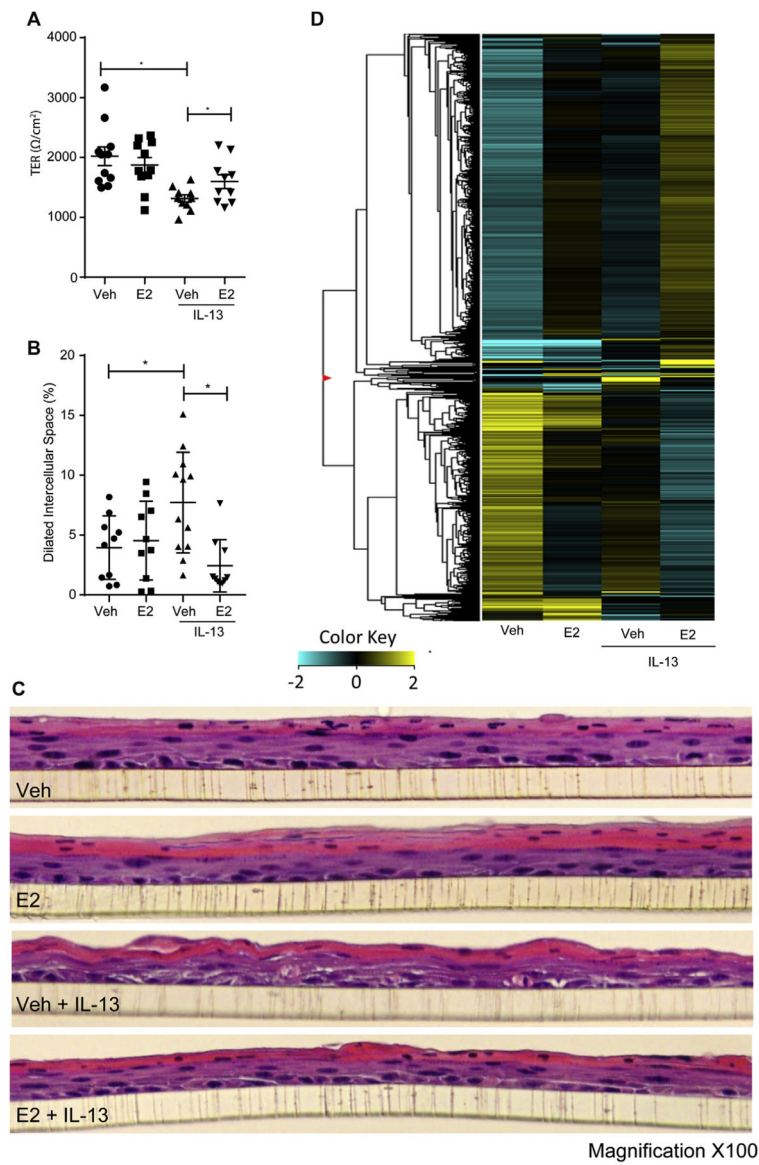 A
TER (Ω/cm²)
4000
3000
2000
1000
0
*
*
Veh
E2
Veh
E2
IL-13
B
Dilated Intercellular Space (%)
20
15
10
5
0
*
*
Veh
E2
Veh
E2
IL-13
D
Veh
E2
Veh
E2
IL-13
Color Key
-2
0
2
C
Veh
E2
Veh + IL-13
E2 + IL-13
Magnification X100